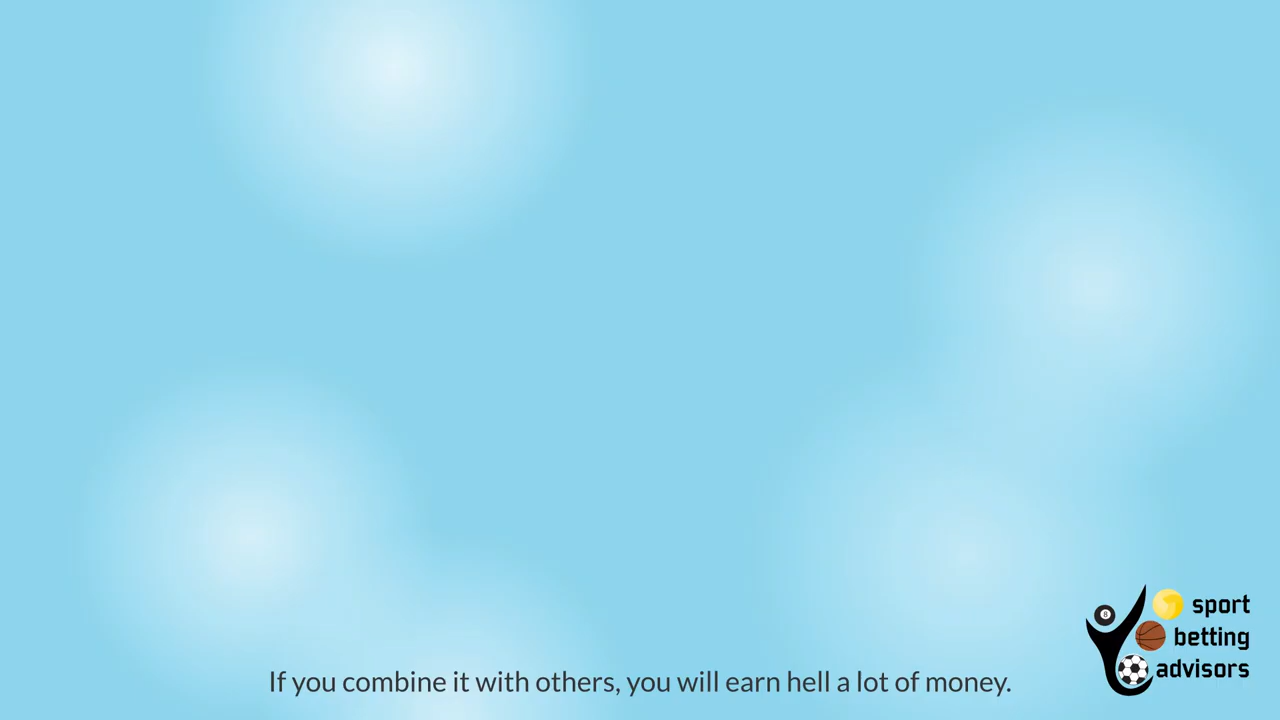 sport
betting
advisors
If you combine it with others, you will earn hell a lot of money.